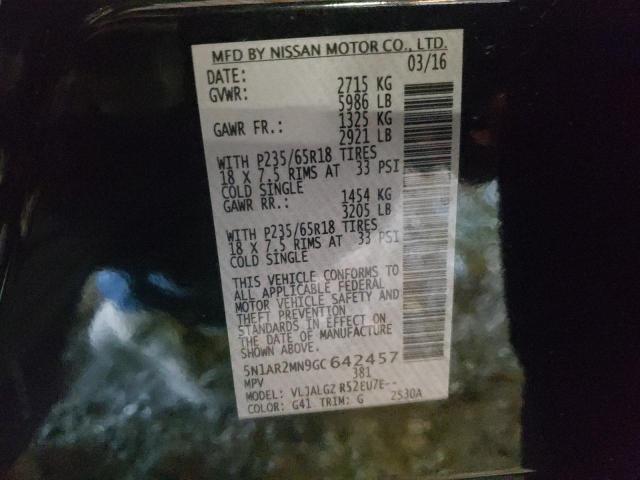 MFD BY NISSAN MOTOR CO., LTD.
DATE: 03/16
GVWR: 2715 KG
5986 LB
GAWR FR.: 1325 KG
2921 LB
WITH P235/65R18 TIRES
18 X 7.5 RIMS AT 33 PSI
COLD SINGLE
GAWR RR.: 1454 KG
3205 LB
WITH P235/65R18 TIRES
18 X 7.5 RIMS AT 33 PSI
COLD SINGLE
THIS VEHICLE CONFORMS TO
ALL APPLICABLE FEDERAL
MOTOR VEHICLE SAFETY AND
THEFT PREVENTION
STANDARDS IN EFFECT ON
THE DATE OF MANUFACTURE
SHOWN ABOVE.
5N1AR2MN9GC642457
MPV 381
MODEL: VLJALGZ R52EU7E--
COLOR: G41 TRIM: G 2530A